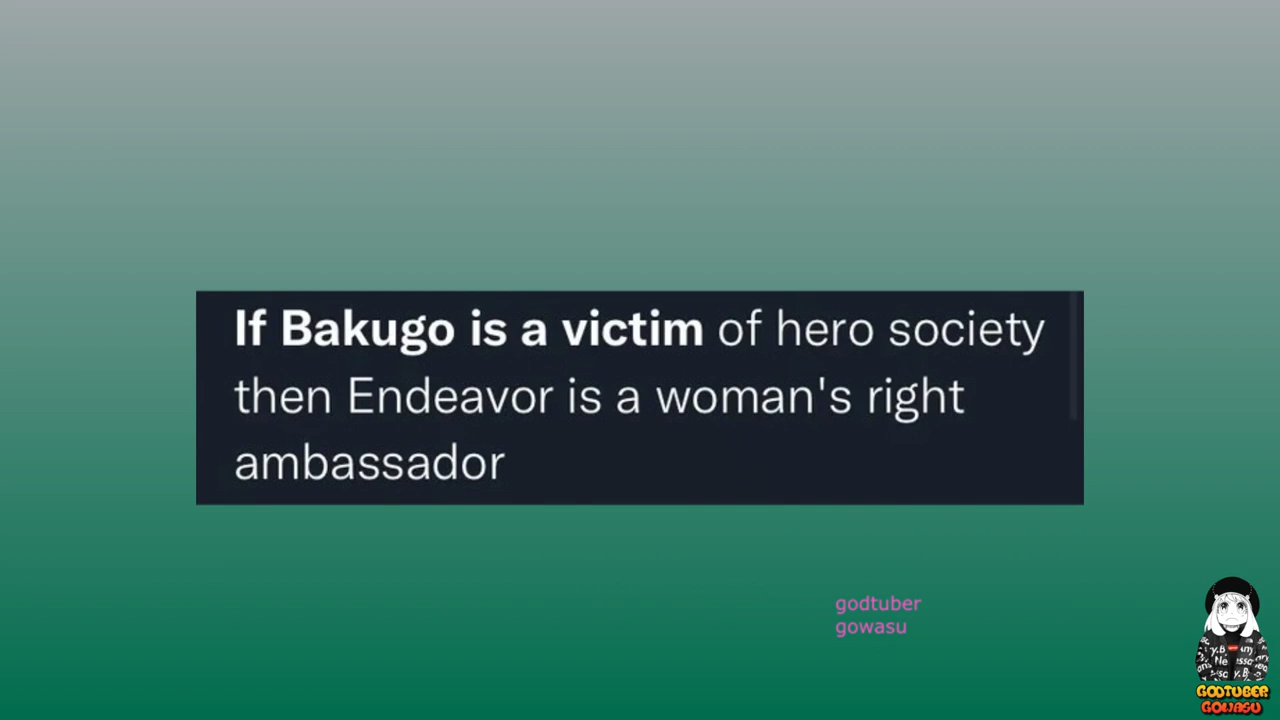 If Bakugo is a victim of hero society
then Endeavor is a woman's right
ambassador
godtuber
gowasu
GODTUBER
GOWASU